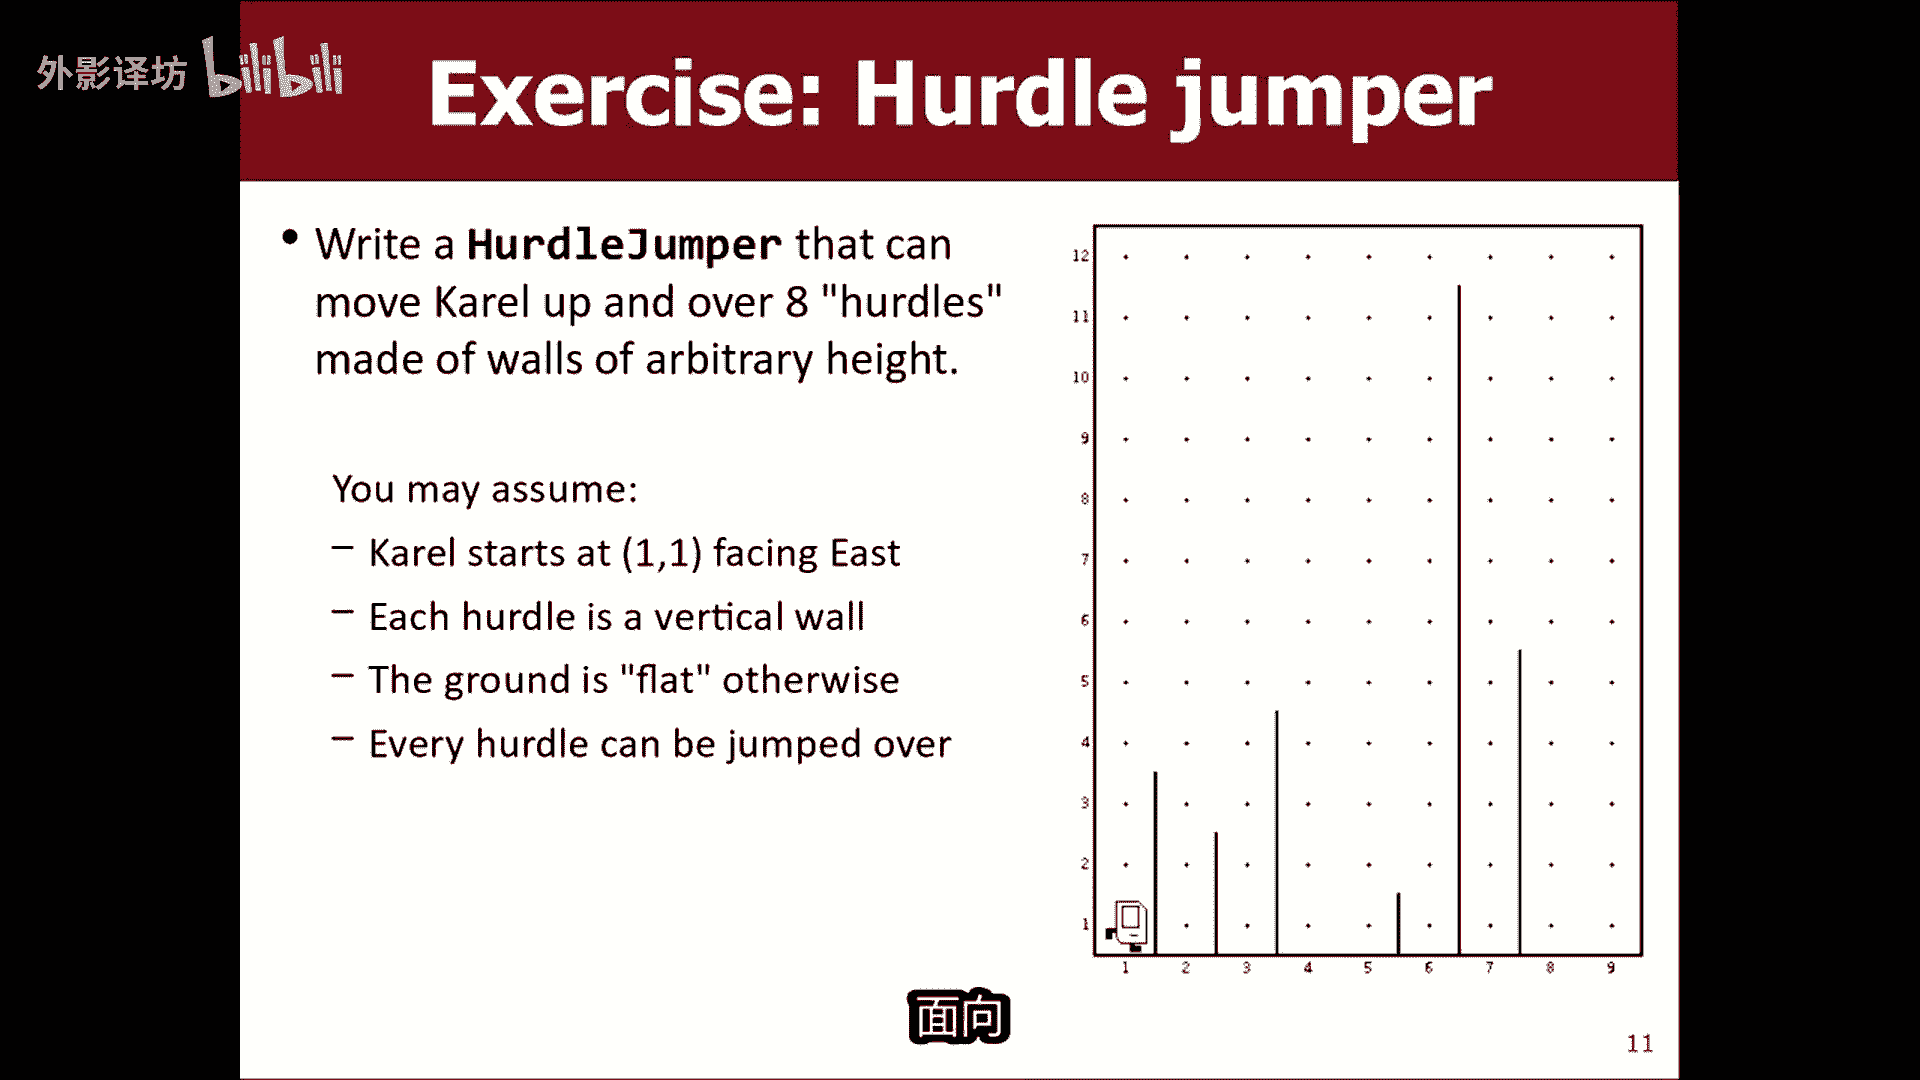 外影译坊 bilibili
Exercise: Hurdle jumper
• Write a HurdleJumper that can
move Karel up and over 8 "hurdles"
made of walls of arbitrary height.
You may assume:
– Karel starts at (1,1) facing East
– Each hurdle is a vertical wall
– The ground is "flat" otherwise
– Every hurdle can be jumped over
12
11
10
9
8
7
6
5
4
3
2
1
1 2 3 4 5 6 7 8 9
面向
11